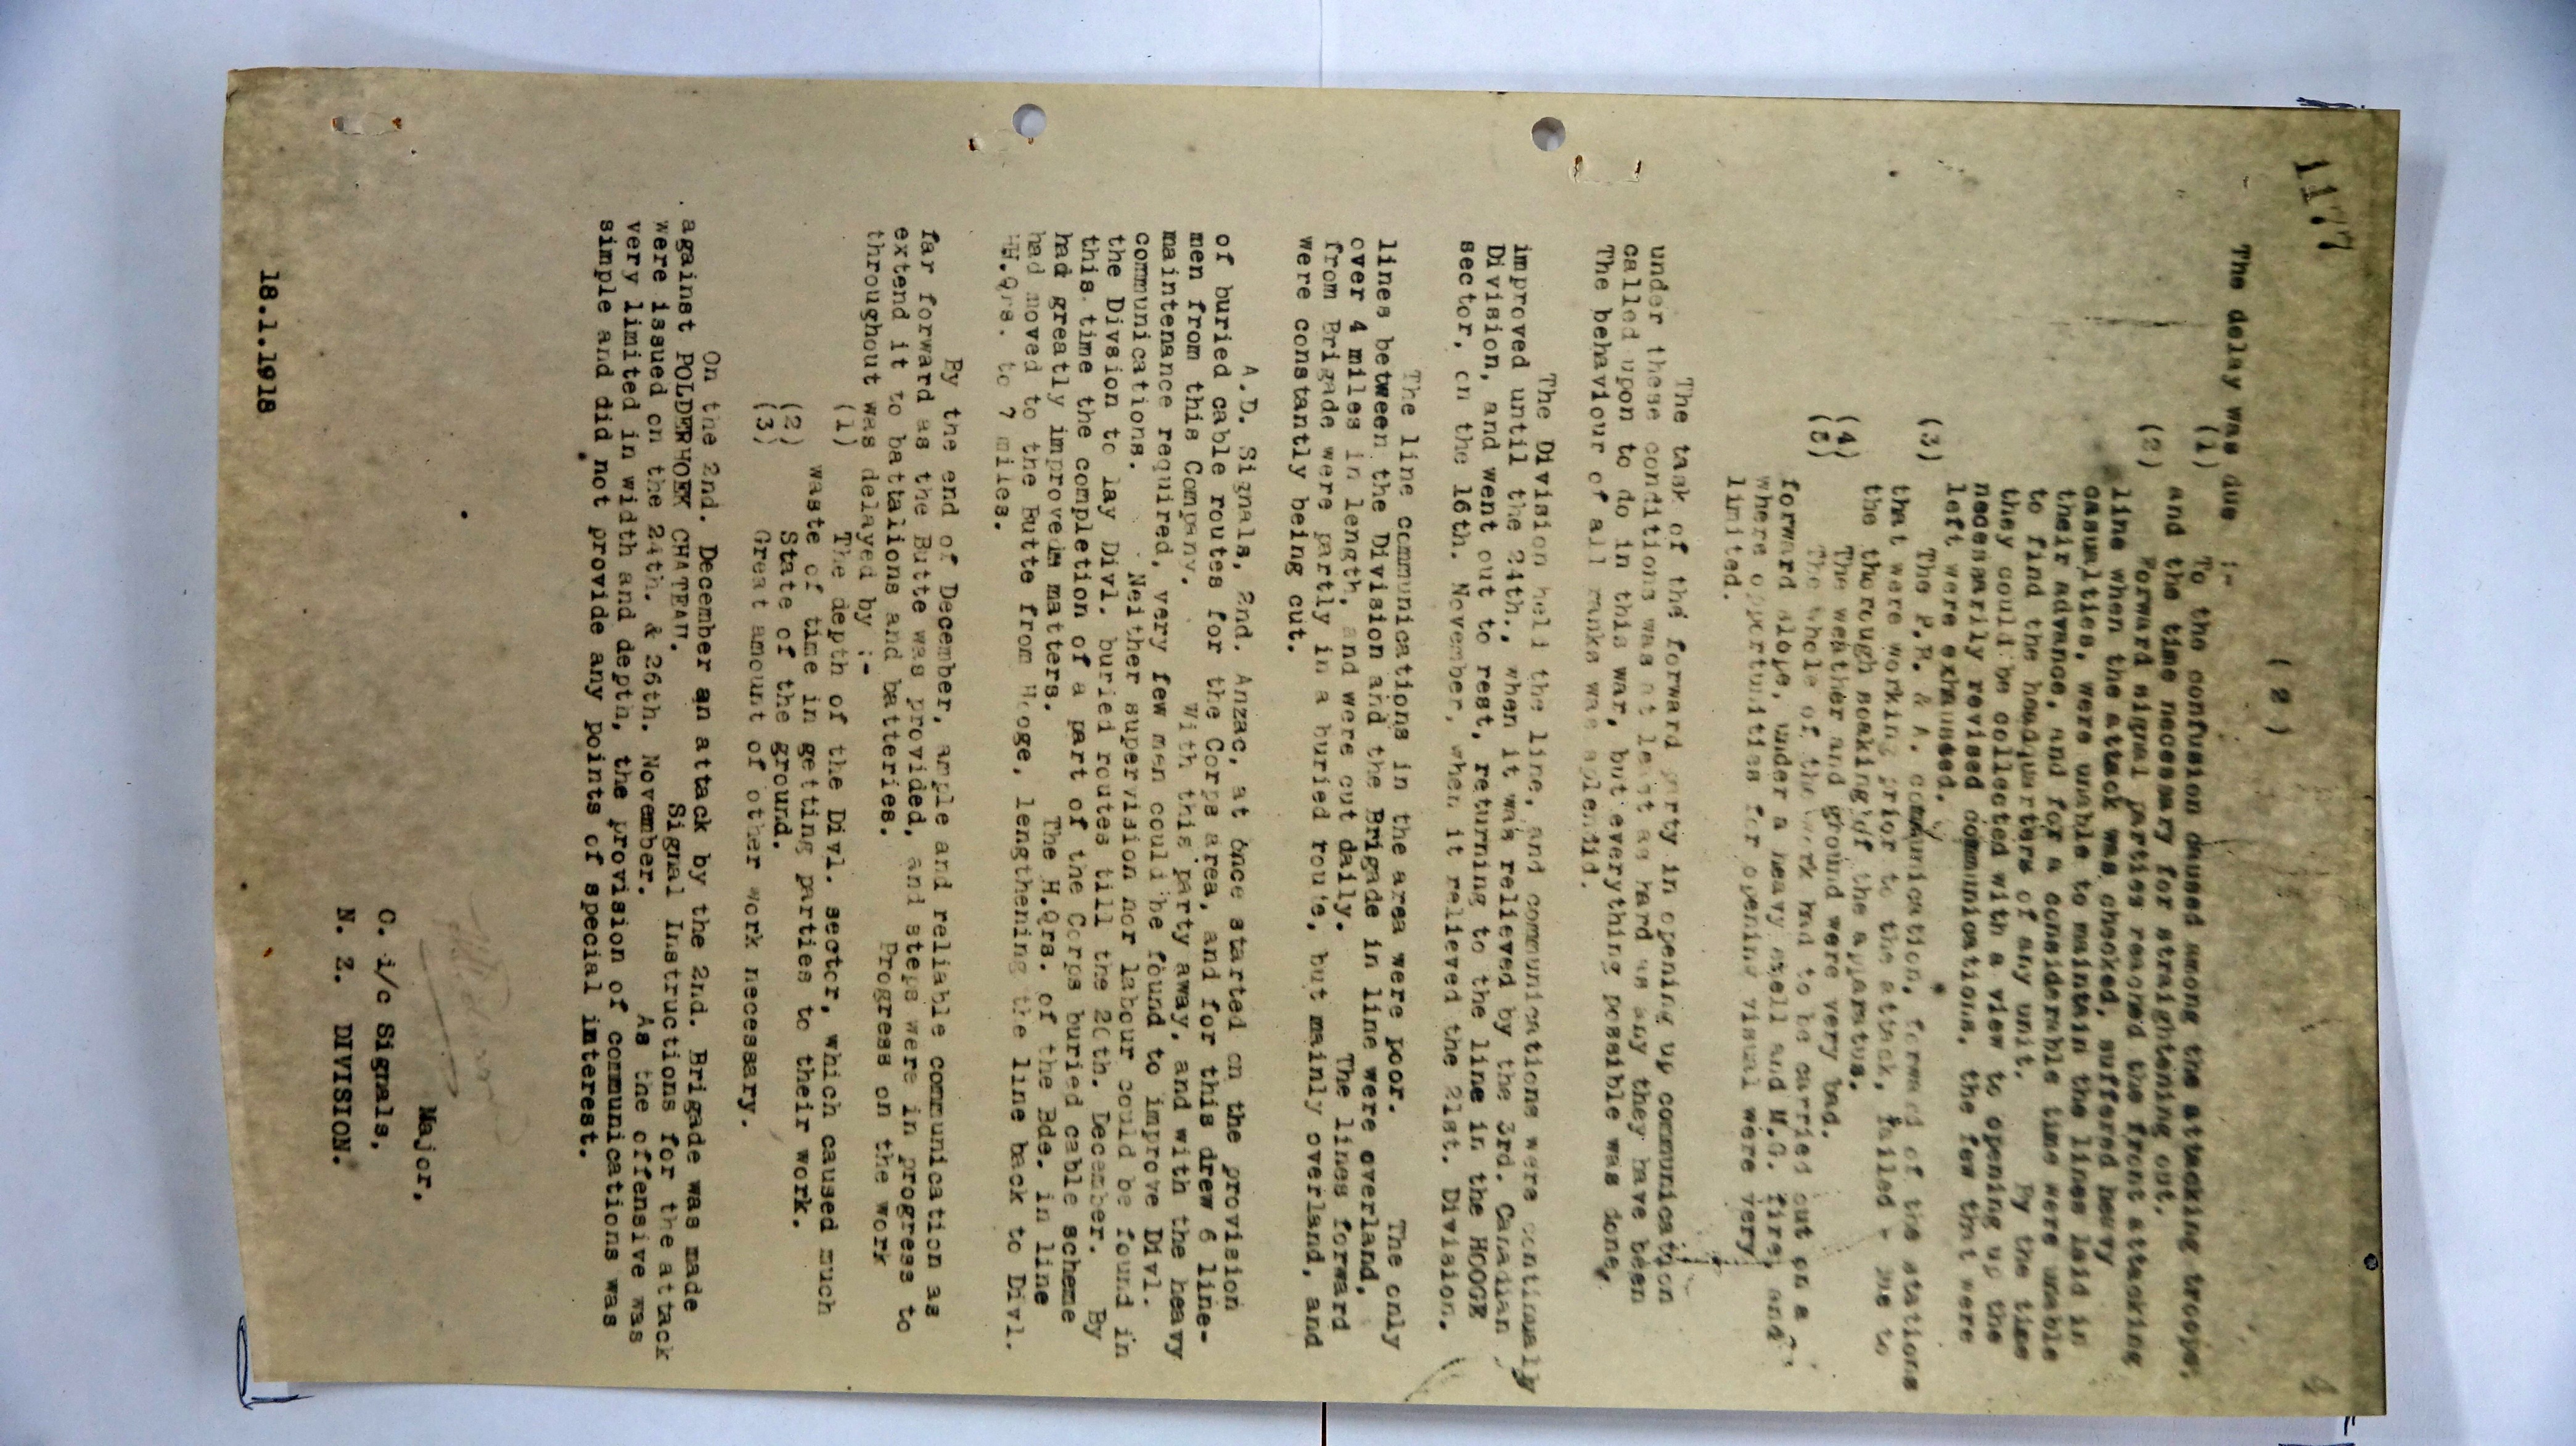 1177
( 2 )
4
The delay was due :-
(1) To the confusion caused among the attacking troops,
and the time necessary for straightening out.
(2) Forward signal parties reached the front attacking
line when the attack was checked, suffered heavy
casualties, were unable to maintain the lines laid in
their advance, and for a considerable time were unable
to find the headquarters of any unit. By the time
they could be collected with a view to opening up the
necessarily revised communications, the few that were
left were exhausted.
(3) The P.B. & A. communication, forward of the stations
that were working prior to the attack, failed - due to
the thorough soaking of the apparatus.
(4) The weather and ground were very bad.
(5) The whole of the work had to be carried out on a
forward slope, under a heavy shell and M.G. fire, and
where opportunities for opening visual were very
limited.
The task of the forward party in opening up communication
under these conditions was at least as hard as any they have been
called upon to do in this war, but everything possible was done,
The behaviour of all ranks was splendid.
The Division held the line, and communications were continually
improved until the 24th., when it was relieved by the 3rd. Canadian
Division, and went out to rest, returning to the line in the HOOGE
sector, on the 16th. November, when it relieved the 21st. Division.
The line communications in the area were poor. The only
lines between the Division and the Brigade in line were overland,
over 4 miles in length, and were cut daily. The lines forward
from Brigade were partly in a buried route, but mainly overland, and
were constantly being cut.
A.D. Signals, 2nd. Anzac, at once started on the provision
of buried cable routes for the Corps area, and for this drew 6 line-
men from this Company. With this party away, and with the heavy
maintenance required, very few men could be found to improve Divl.
communications. Neither supervision nor labour could be found in
the Divsion to lay Divl. buried routes till the 20th. December. By
this time the completion of a part of the Corps buried cable scheme
had greatly improved matters. The H.Qrs. of the Bde. in line
had moved to the Butte from Hooge, lengthening the line back to Divl.
H.Qrs. to 7 miles.
By the end of December, ample and reliable communication as
far forward as the Butte was provided, and steps were in progress to
extend it to battalions and batteries. Progress on the work
throughout was delayed by :-
(1) The depth of the Divl. sector, which caused much
waste of time in getting parties to their work.
(2) State of the ground.
(3) Great amount of other work necessary.
On the 2nd. December an attack by the 2nd. Brigade was made
against POLDERHOEK CHATEAU. Signal Instructions for the attack
were issued on the 24th. & 26th. November. As the offensive was
very limited in width and depth, the provision of communications was
simple and did not provide any points of special interest.
Major,
O. i/c Signals,
N. Z. DIVISION.
18.1.1918